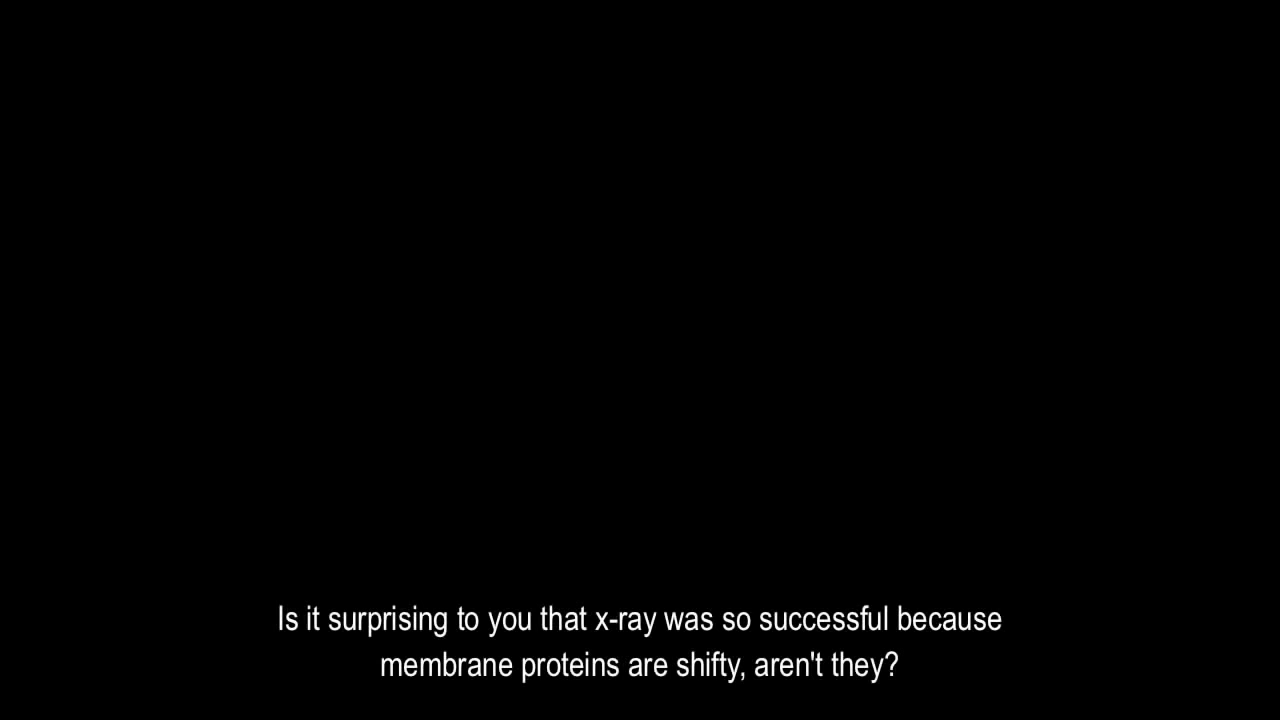 Is it surprising to you that x-ray was so successful because
membrane proteins are shifty, aren't they?